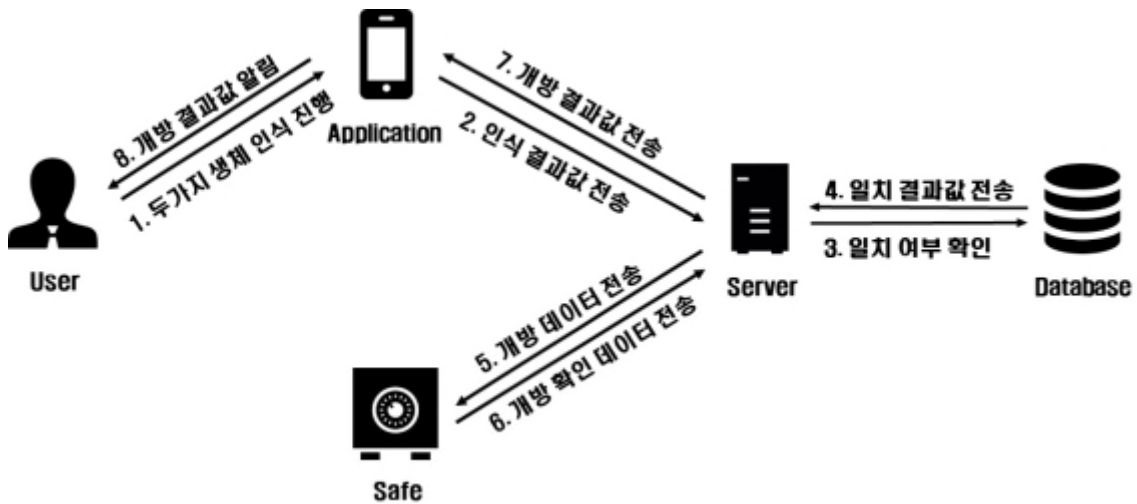 Application
8. 개방 결과값 알림
1. 두가지 생체 인식 진행
7. 개방 결과값 전송
2. 인식 결과값 전송
User
4. 일치 결과값 전송
3. 일치 여부 확인
Server
Database
5. 개방 데이터 전송
6. 개방 확인 데이터 전송
Safe